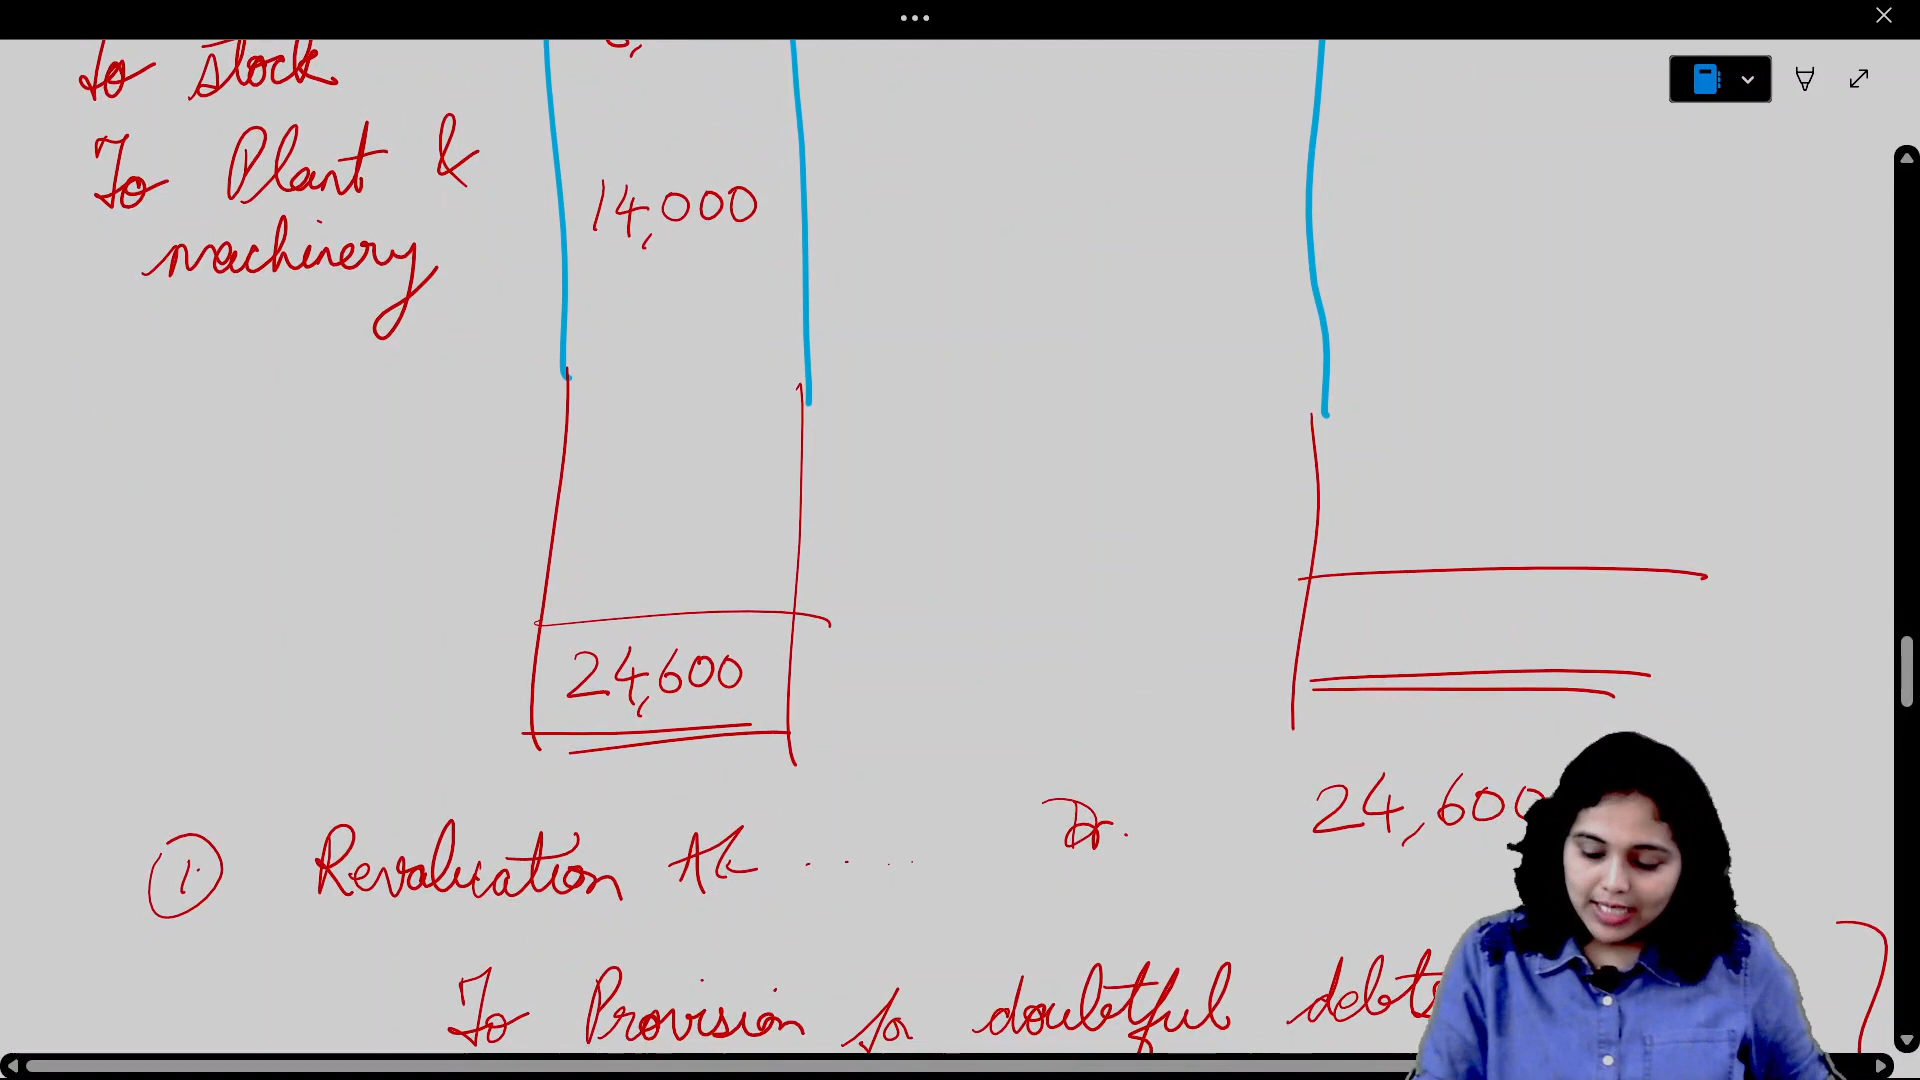 To stock
To Plant & 14,000
machinery
24,600
1. Revaluation A/c ..... Dr. 24,600
To Provision for doubtful debts